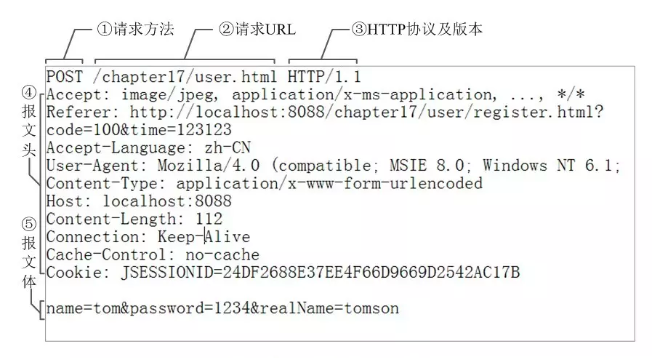 ①请求方法 ②请求URL ③HTTP协议及版本
POST /chapter17/user.html HTTP/1.1
④报文头
Accept: image/jpeg, application/x-ms-application, ..., */*
Referer: http://localhost:8088/chapter17/user/register.html?
code=100&time=123123
Accept-Language: zh-CN
User-Agent: Mozilla/4.0 (compatible; MSIE 8.0; Windows NT 6.1;
Content-Type: application/x-www-form-urlencoded
Host: localhost:8088
Content-Length: 112
Connection: Keep-Alive
Cache-Control: no-cache
Cookie: JSESSIONID=24DF2688E37EE4F66D9669D2542AC17B
⑤报文体
name=tom&password=1234&realName=tomson